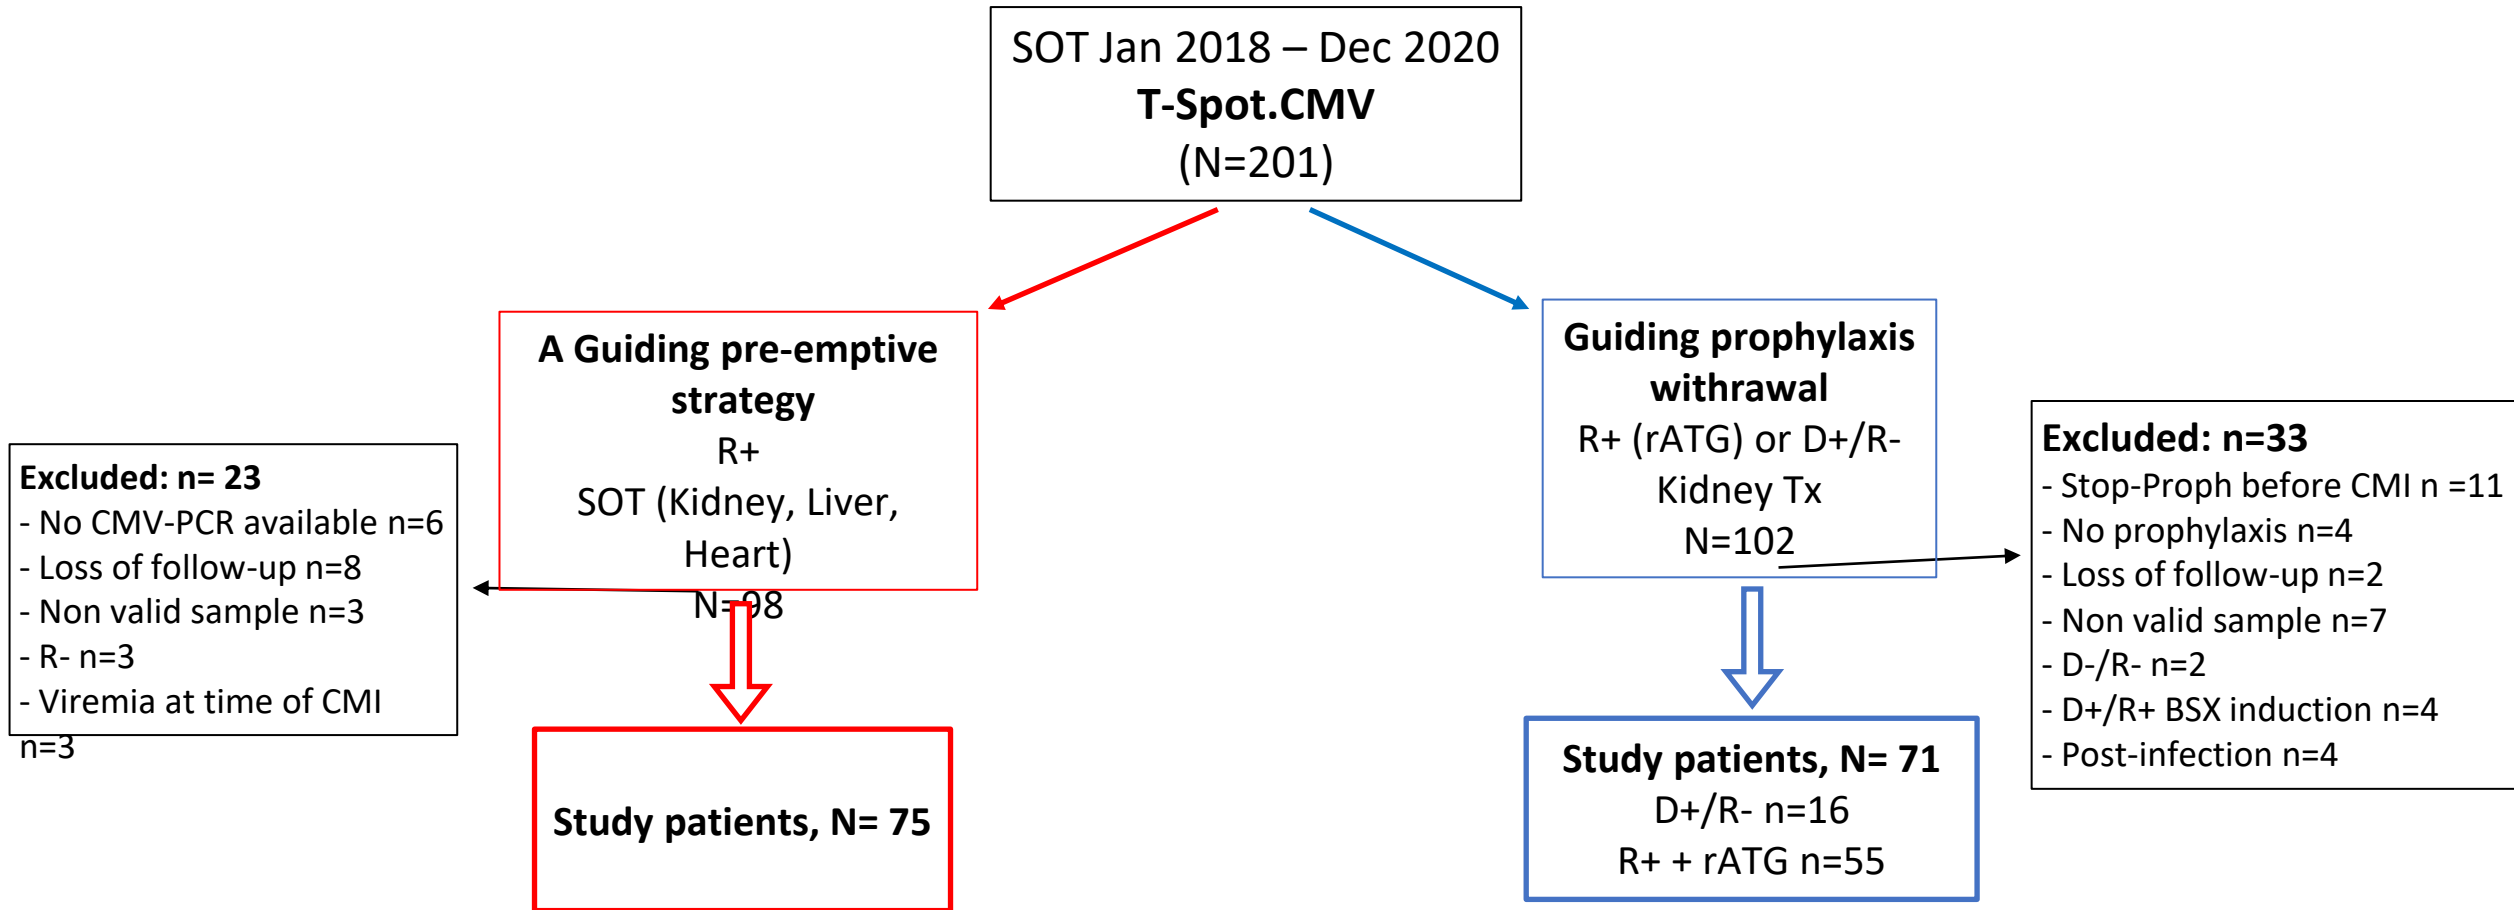 SOT Jan 2018 – Dec 2020
T-Spot.CMV
(N=201)
A Guiding pre-emptive
strategy
R+
SOT (Kidney, Liver,
Heart)
N=98
Guiding prophylaxis
withrawal
R+ (rATG) or D+/R-
Kidney Tx
N=102
Excluded: n= 23
- No CMV-PCR available n=6
- Loss of follow-up n=8
- Non valid sample n=3
- R- n=3
- Viremia at time of CMI
n=3
Excluded: n=33
- Stop-Proph before CMI n =11
- No prophylaxis n=4
- Loss of follow-up n=2
- Non valid sample n=7
- D-/R- n=2
- D+/R+ BSX induction n=4
- Post-infection n=4
Study patients, N= 75
Study patients, N= 71
D+/R- n=16
R+ + rATG n=55